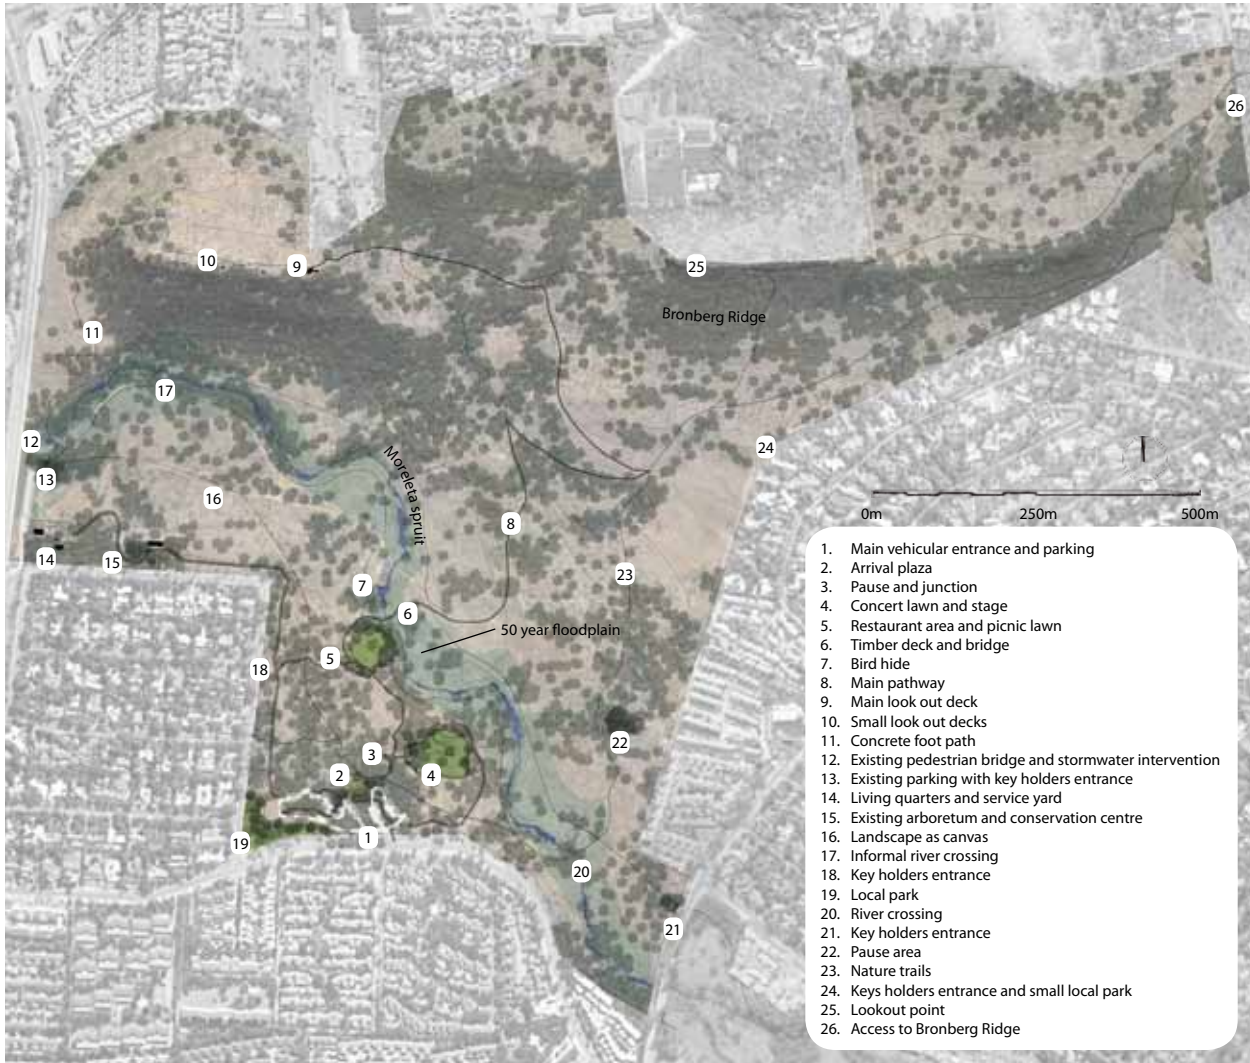 26
10
9
25
Bronberg Ridge
11
17
12
24
13
Moreleta spruit
16
8
0m 250m 500m
14
15
7
23
6
50 year floodplain
5
18
22
3
2
4
1
19
20
21
1. Main vehicular entrance and parking
2. Arrival plaza
3. Pause and junction
4. Concert lawn and stage
5. Restaurant area and picnic lawn
6. Timber deck and bridge
7. Bird hide
8. Main pathway
9. Main look out deck
10. Small look out decks
11. Concrete foot path
12. Existing pedestrian bridge and stormwater intervention
13. Existing parking with key holders entrance
14. Living quarters and service yard
15. Existing arboretum and conservation centre
16. Landscape as canvas
17. Informal river crossing
18. Key holders entrance
19. Local park
20. River crossing
21. Key holders entrance
22. Pause area
23. Nature trails
24. Keys holders entrance and small local park
25. Lookout point
26. Access to Bronberg Ridge